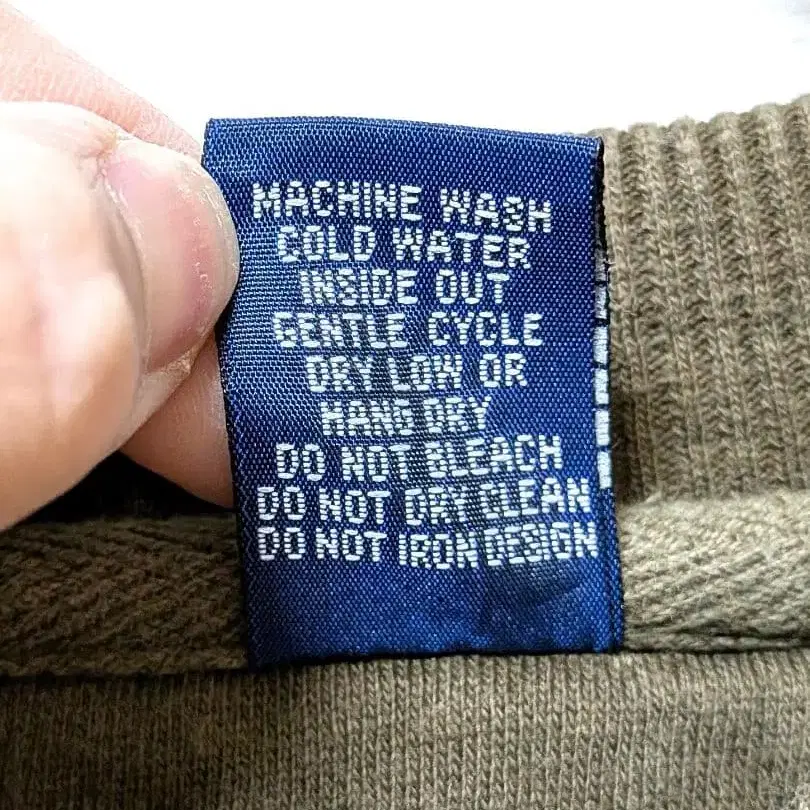 MACHINE WASH
COLD WATER
INSIDE OUT
GENTLE CYCLE
DRY LOW OR
HANG DRY
DO NOT BLEACH
DO NOT DRY CLEAN
DO NOT IRON DESIGN